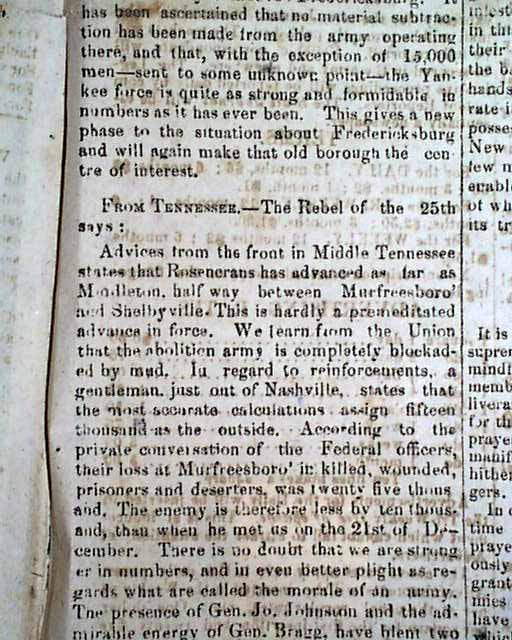 has been ascertained that no material subtrac-
tion has been made from the army operating
there, and that, with the exception of 15,000
men—sent to some unknown point—the Yan-
kee force is quite as strong and formidable in
numbers as it has ever been. This gives a new
phase to the situation about Fredericksburg
and will again make that old borough the cen-
tre of interest.
FROM TENNESSEE.—The Rebel of the 25th
says:
Advices from the front in Middle Tennessee
states that Rosencrans has advanced as far as
Middleton, half way between Murfreesboro'
and Shelbyville. This is hardly a premeditated
advance in force. We learn from the Union
that the abolition army is completely blockad-
ed by mud. In regard to reinforcements, a
gentleman, just out of Nashville, states that
the most accurate calculations assign fifteen
thousand as the outside. According to the
private conversation of the Federal officers,
their loss at Murfreesboro' in killed, wounded,
prisoners and deserters, was twenty five thous
and. The enemy is therefore less by ten thous-
and, than when he met us on the 21st of De-
cember. There is no doubt that we are strong
er in numbers, and in even better plight as re-
gards what are called the morale of an army.
The presence of Gen. Jo. Johnston and the ad-
mirable energy of Gen. Bragg, have blent two
It is
In
time